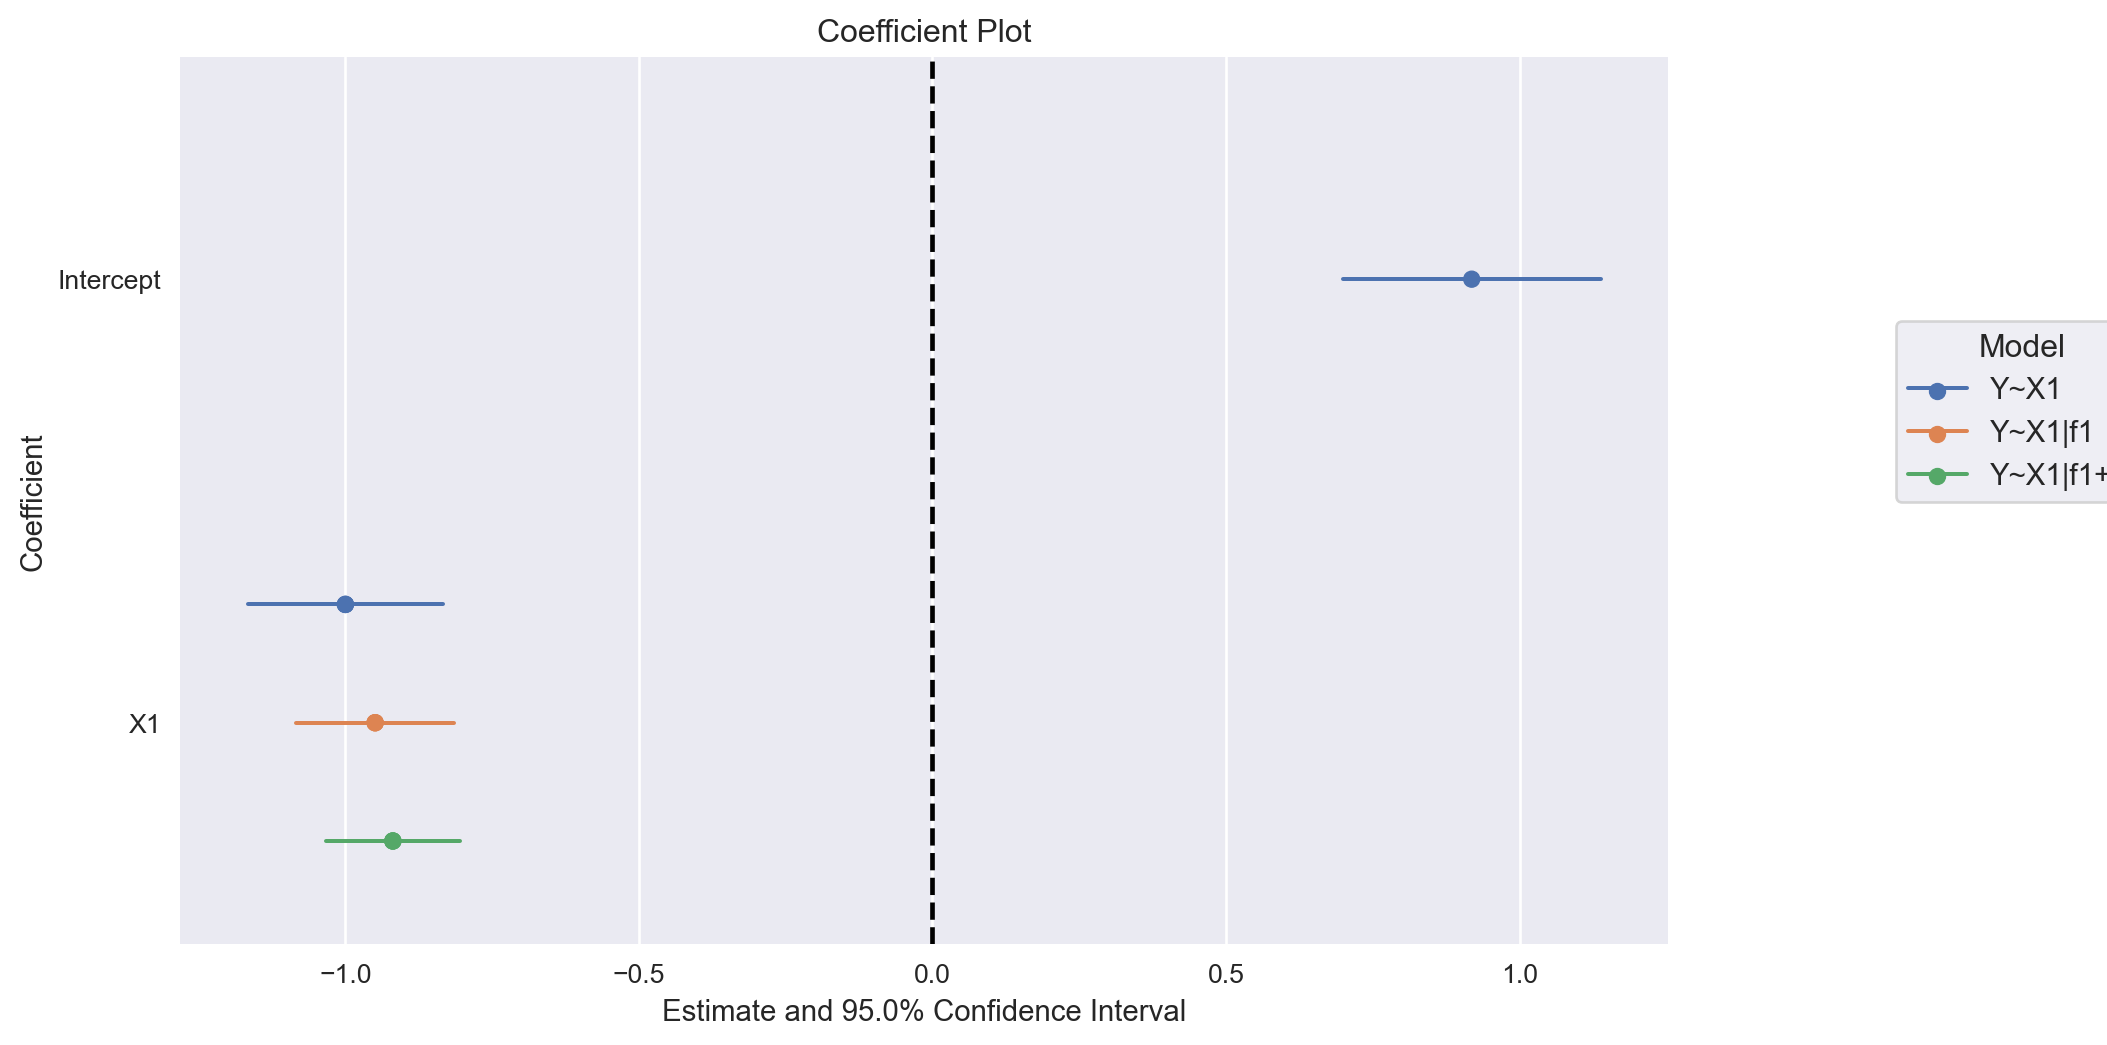 Coefficient Plot
Intercept
X1
Coefficient
−1.0 −0.5 0.0 0.5 1.0
Estimate and 95.0% Confidence Interval
Model
Y~X1
Y~X1|f1
Y~X1|f1+